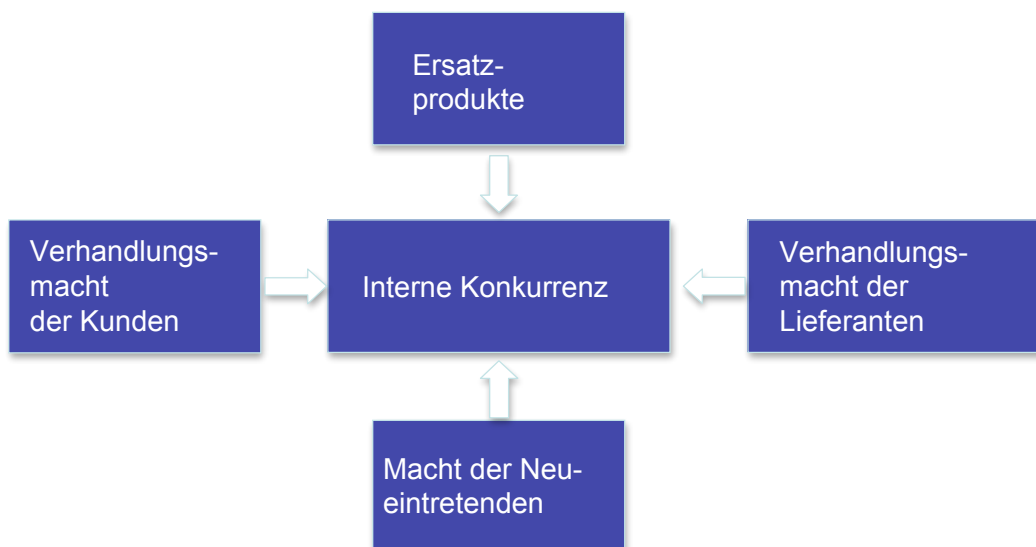 Ersatz-
produkte
Verhandlungs-
macht
der Kunden
Interne Konkurrenz
Verhandlungs-
macht der
Lieferanten
Macht der Neu-
eintretenden